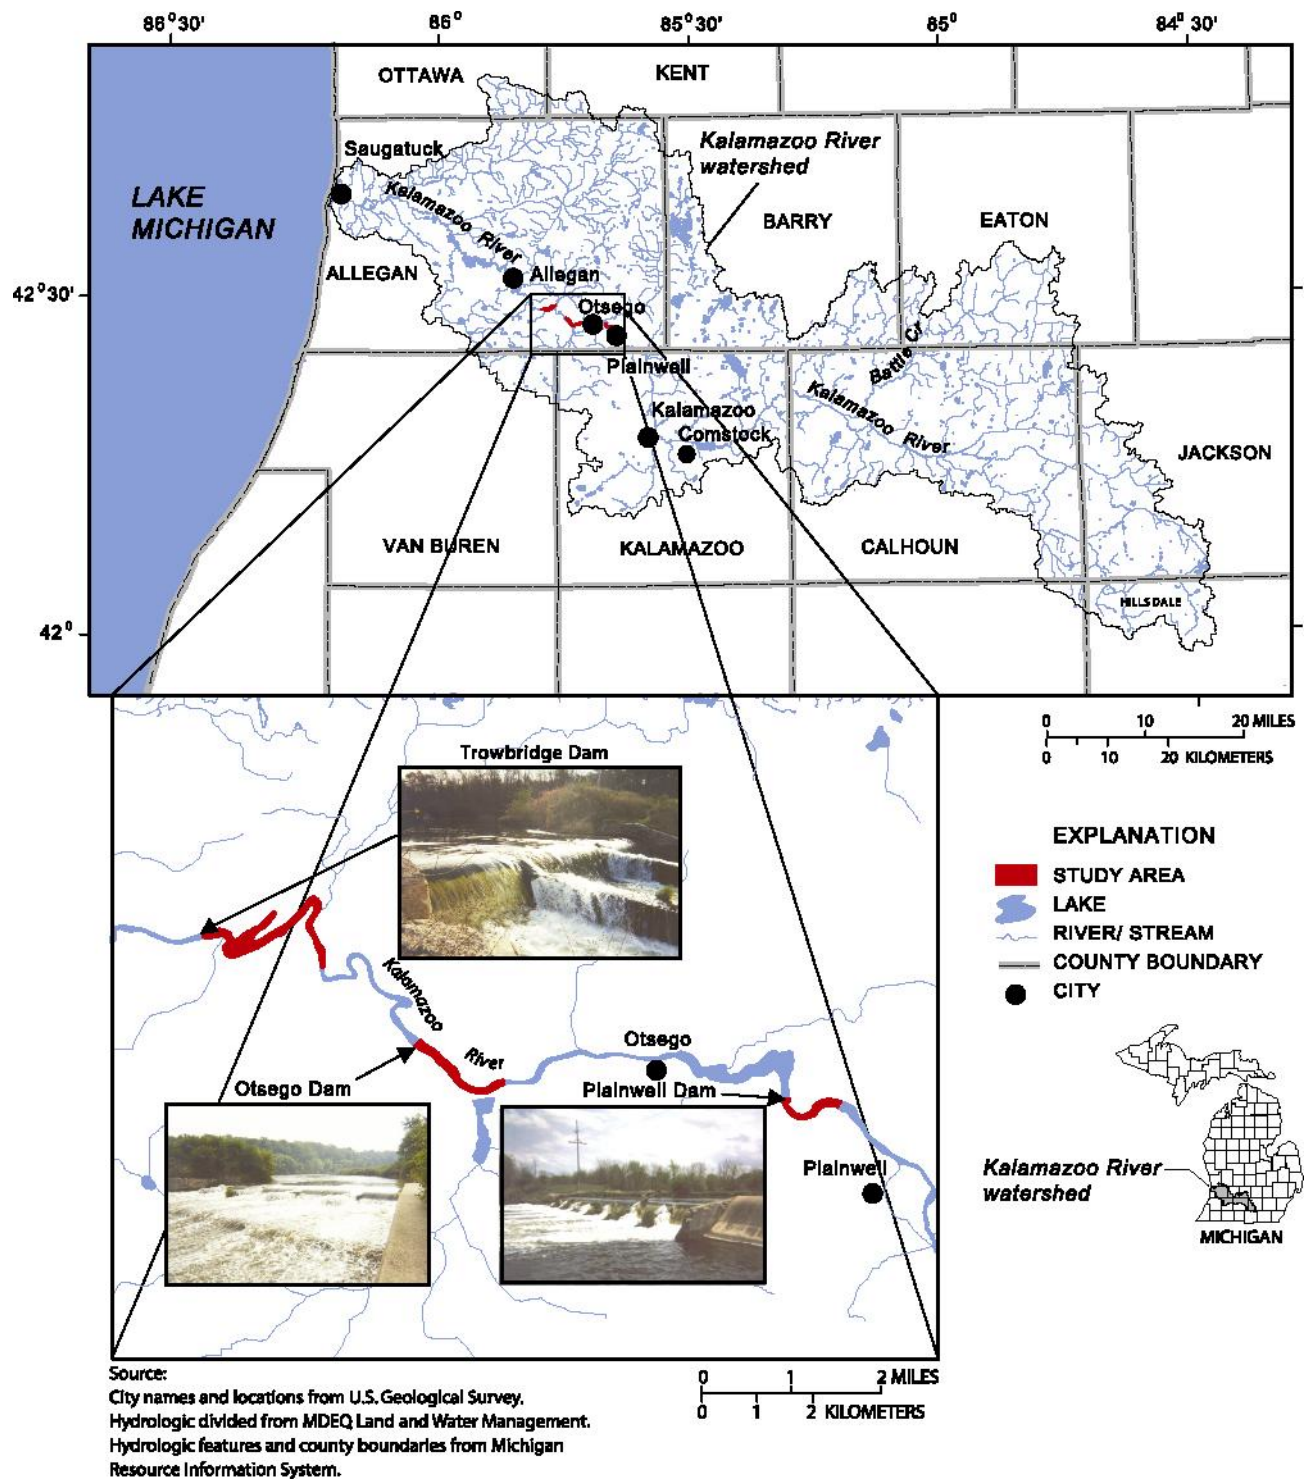 86°30'
86°
85°30'
85°
84°30'
OTTAWA
KENT
Saugatuck
Kalamazoo River
watershed
LAKE
MICHIGAN
Kalamazoo River
BARRY
EATON
ALLEGAN
Allegan
42°30'
Otsego
Plainwell
Battle Cr
Kalamazoo
Comstock
Kalamazoo River
JACKSON
VAN BUREN
KALAMAZOO
CALHOUN
HILLSDALE
42°
0 10 20 MILES
0 10 20 KILOMETERS
Trowbridge Dam
EXPLANATION
STUDY AREA
LAKE
RIVER/ STREAM
COUNTY BOUNDARY
CITY
Kalamazoo
River
Otsego
Otsego Dam
Plainwell Dam
Plainwell
Kalamazoo River
watershed
MICHIGAN
Source:
City names and locations from U.S. Geological Survey.
Hydrologic divided from MDEQ Land and Water Management.
Hydrologic features and county boundaries from Michigan
Resource Information System.
0 1 2 MILES
0 1 2 KILOMETERS